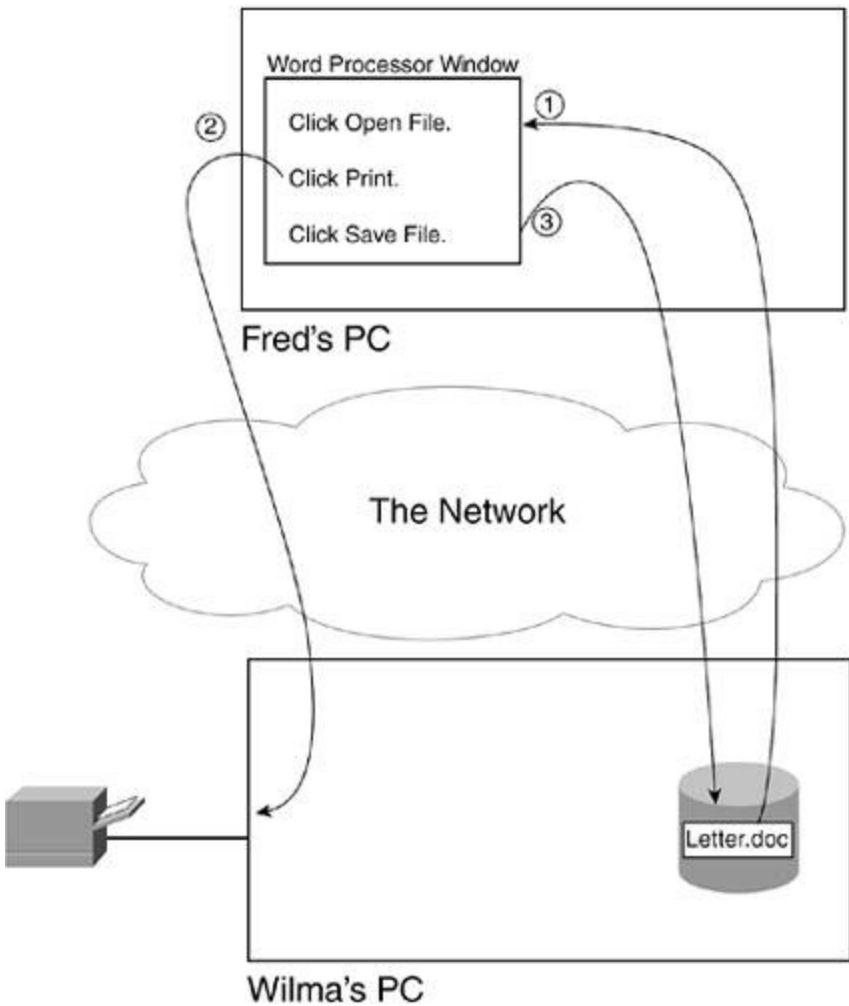 Word Processor Window
① 
Click Open File.
②
Click Print.
③
Click Save File.
Fred's PC
The Network
Letter.doc
Wilma's PC